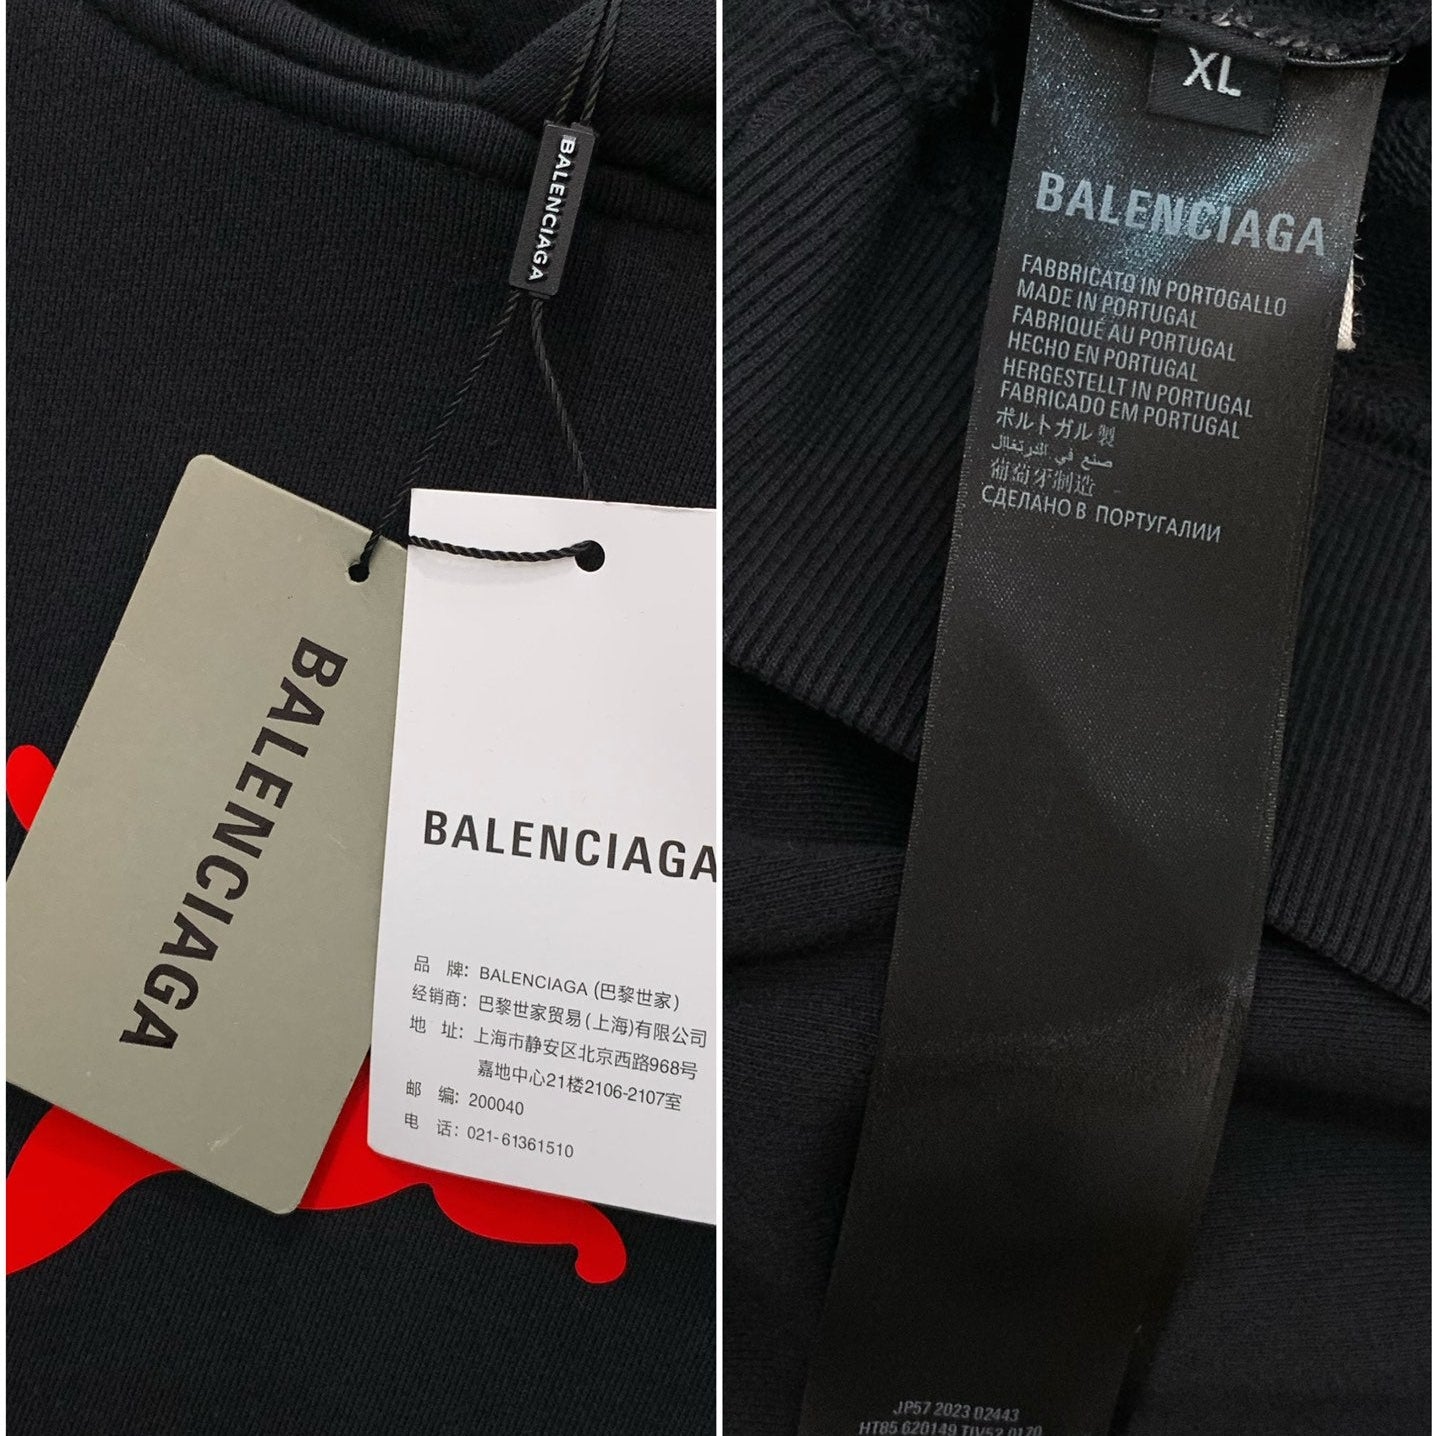 BALENCIAGA
BALENCIAGA
BALENCIAGA
品 牌: BALENCIAGA (巴黎世家)
经销商: 巴黎世家贸易(上海)有限公司
地 址: 上海市静安区北京西路968号
嘉地中心21楼2106-2107室
邮 编: 200040
电 话: 021-61361510
XL
BALENCIAGA
FABBRICATO IN PORTOGALLO
MADE IN PORTUGAL
FABRIQUÉ AU PORTUGAL
HECHO EN PORTUGAL
HERGESTELLT IN PORTUGAL
FABRICADO EM PORTUGAL
ポルトガル製
صنع في البرتغال
葡萄牙制造
СДЕЛАНО В ПОРТУГАЛИИ
JP57 2023 02443
HT85 620149